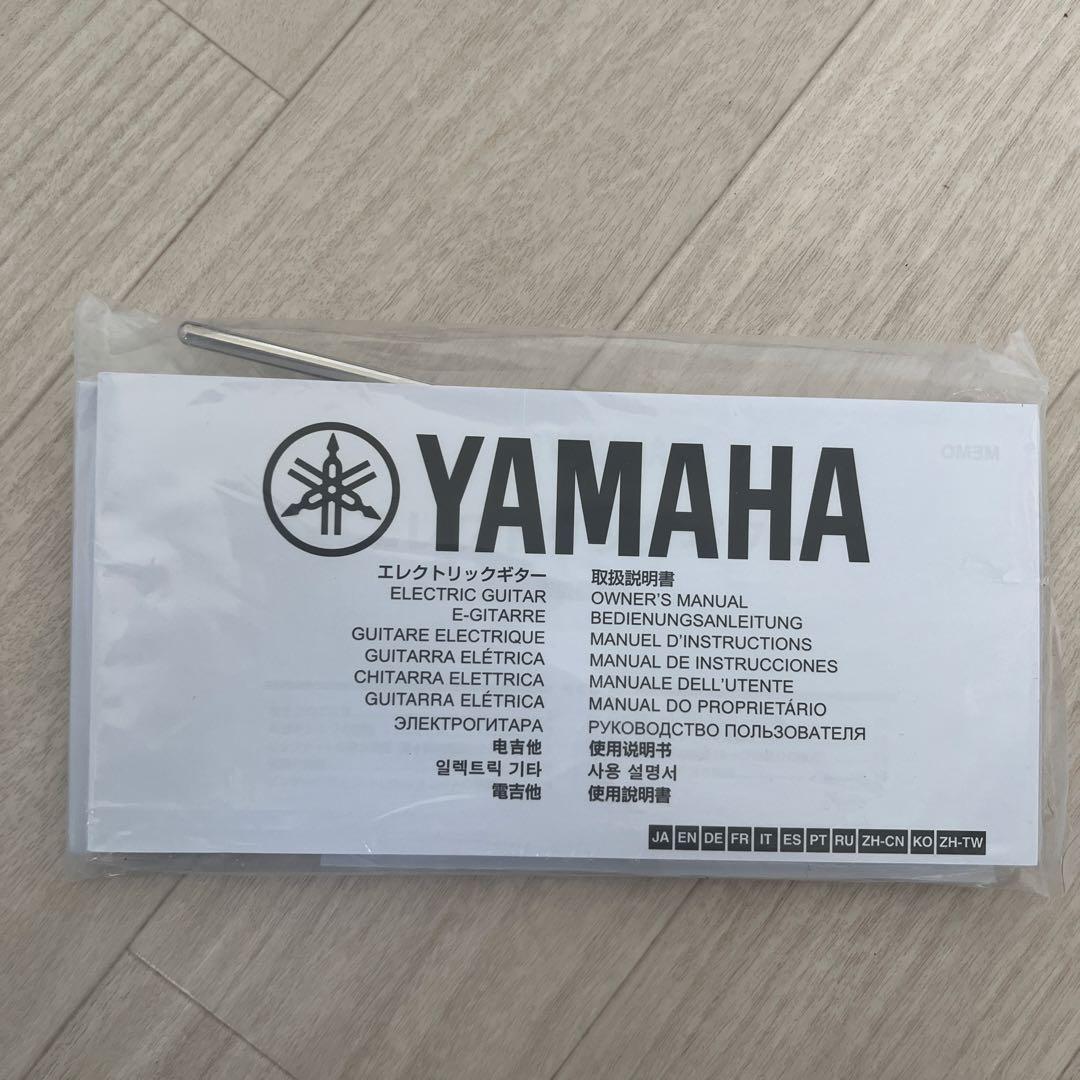 YAMAHA
MEMO
エレクトリックギター 取扱説明書
ELECTRIC GUITAR OWNER'S MANUAL
E-GITARRE BEDIENUNGSANLEITUNG
GUITARE ELECTRIQUE MANUEL D'INSTRUCTIONS
GUITARRA ELÉTRICA MANUAL DE INSTRUCCIONES
CHITARRA ELETTRICA MANUALE DELL'UTENTE
GUITARRA ELÉTRICA MANUAL DO PROPRIETÁRIO
ЭЛЕКТРОГИТАРА РУКОВОДСТВО ПОЛЬЗОВАТЕЛЯ
电吉他 使用说明书
일렉트릭 기타 사용 설명서
電吉他 使用說明書
JA EN DE FR IT ES PT RU ZH-CN KO ZH-TW